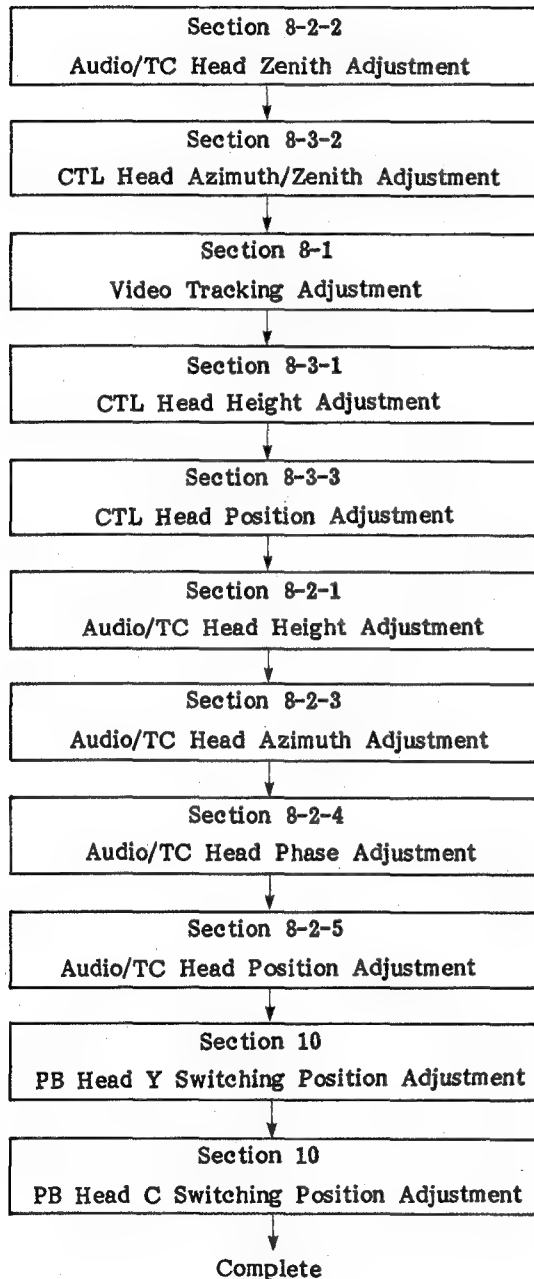 Section 8-2-2
Audio/TC Head Zenith Adjustment
Section 8-3-2
CTL Head Azimuth/Zenith Adjustment
Section 8-1
Video Tracking Adjustment
Section 8-3-1
CTL Head Height Adjustment
Section 8-3-3
CTL Head Position Adjustment
Section 8-2-1
Audio/TC Head Height Adjustment
Section 8-2-3
Audio/TC Head Azimuth Adjustment
Section 8-2-4
Audio/TC Head Phase Adjustment
Section 8-2-5
Audio/TC Head Position Adjustment
Section 10
PB Head Y Switching Position Adjustment
Section 10
PB Head C Switching Position Adjustment
Complete